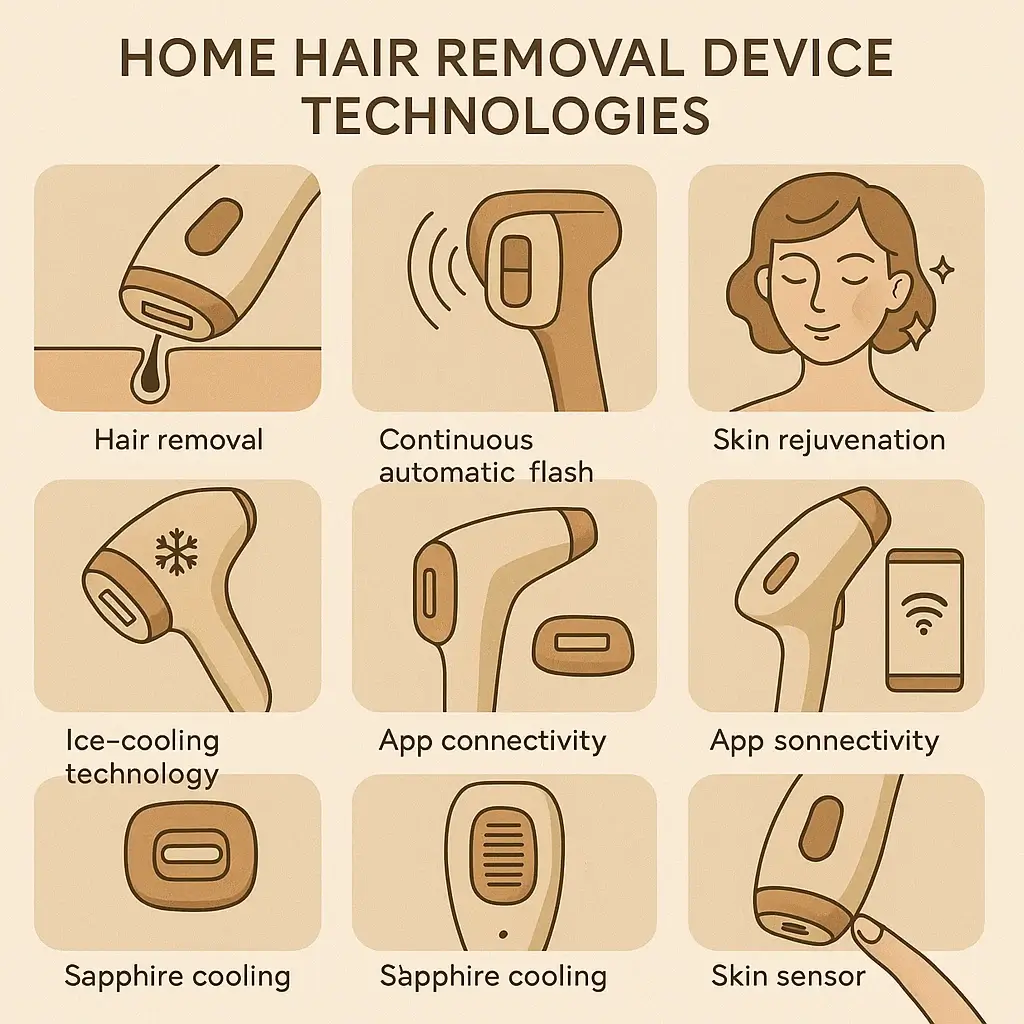 HOME HAIR REMOVAL DEVICE
TECHNOLOGIES
Hair removal
Continuous
automatic flash
Skin rejuvenation
Ice-cooling
technology
App connectivity
App sonnectivity
Sapphire cooling
Sapphire cooling
Skin sensor